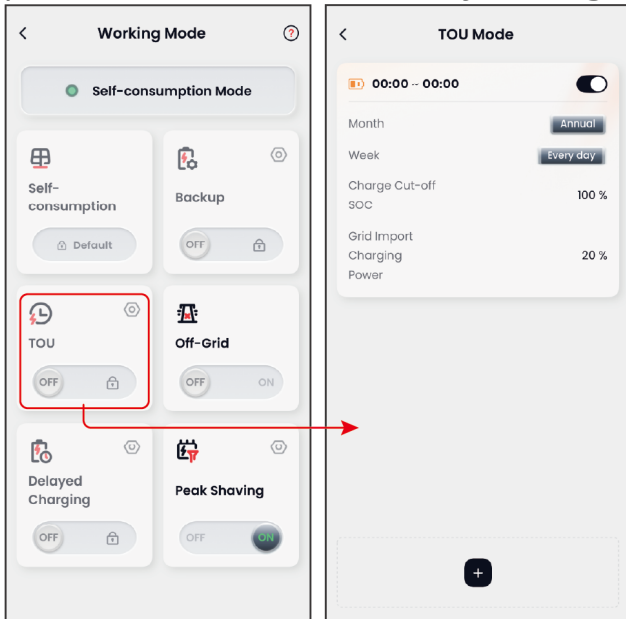 Working Mode
?
Self-consumption Mode
Self-
consumption
Default
Backup
OFF
TOU
OFF
Off-Grid
OFF
ON
Delayed
Charging
OFF
Peak Shaving
OFF
ON
TOU Mode
00:00 ~ 00:00
Month
Annual
Week
Every day
Charge Cut-off
SOC
100 %
Grid Import
Charging
Power
20 %
+